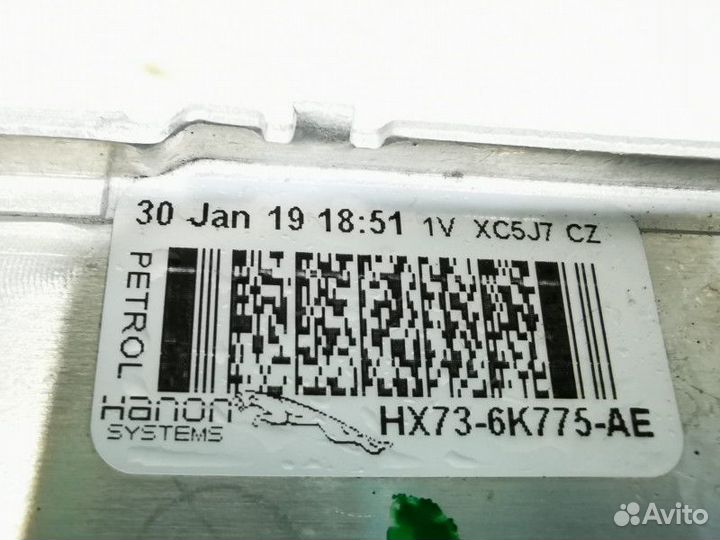 30 Jan 19 18:51 1V XC5J7 CZ
PETROL
Hanon
SYSTEMS
HX73-6K775-AE
Avito